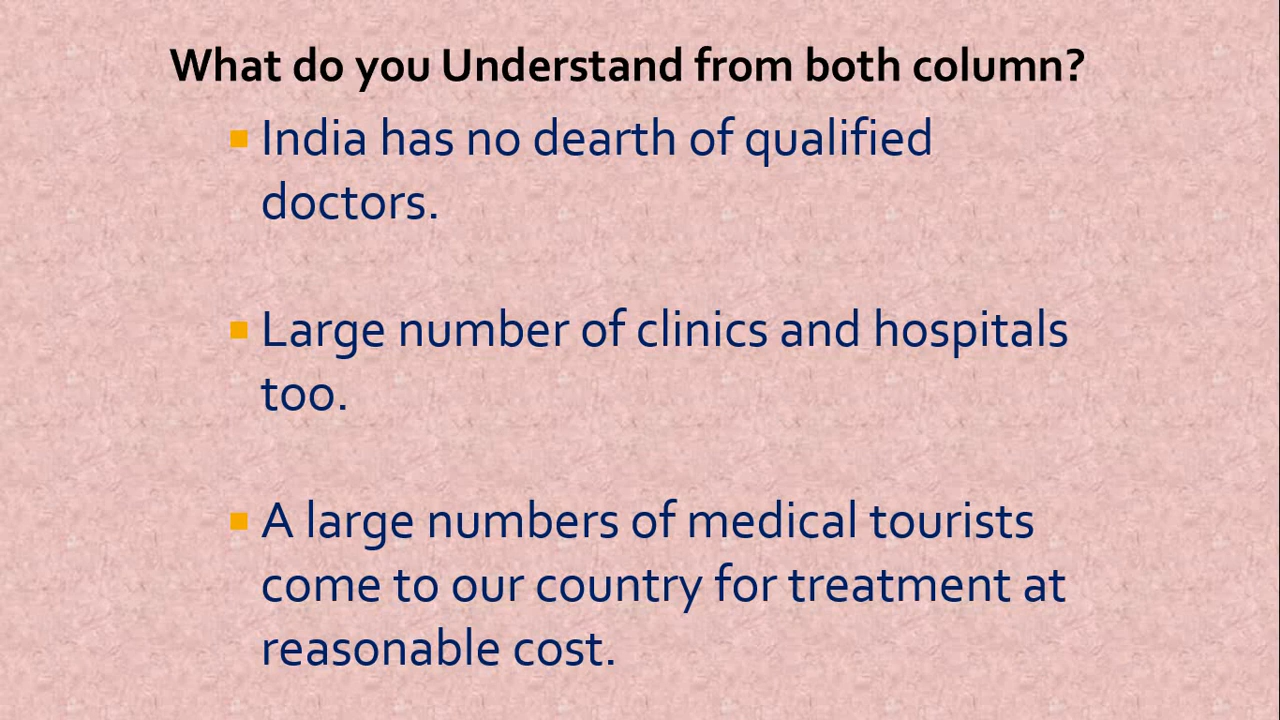 What do you Understand from both column?
India has no dearth of qualified
doctors.
Large number of clinics and hospitals
too.
A large numbers of medical tourists
come to our country for treatment at
reasonable cost.